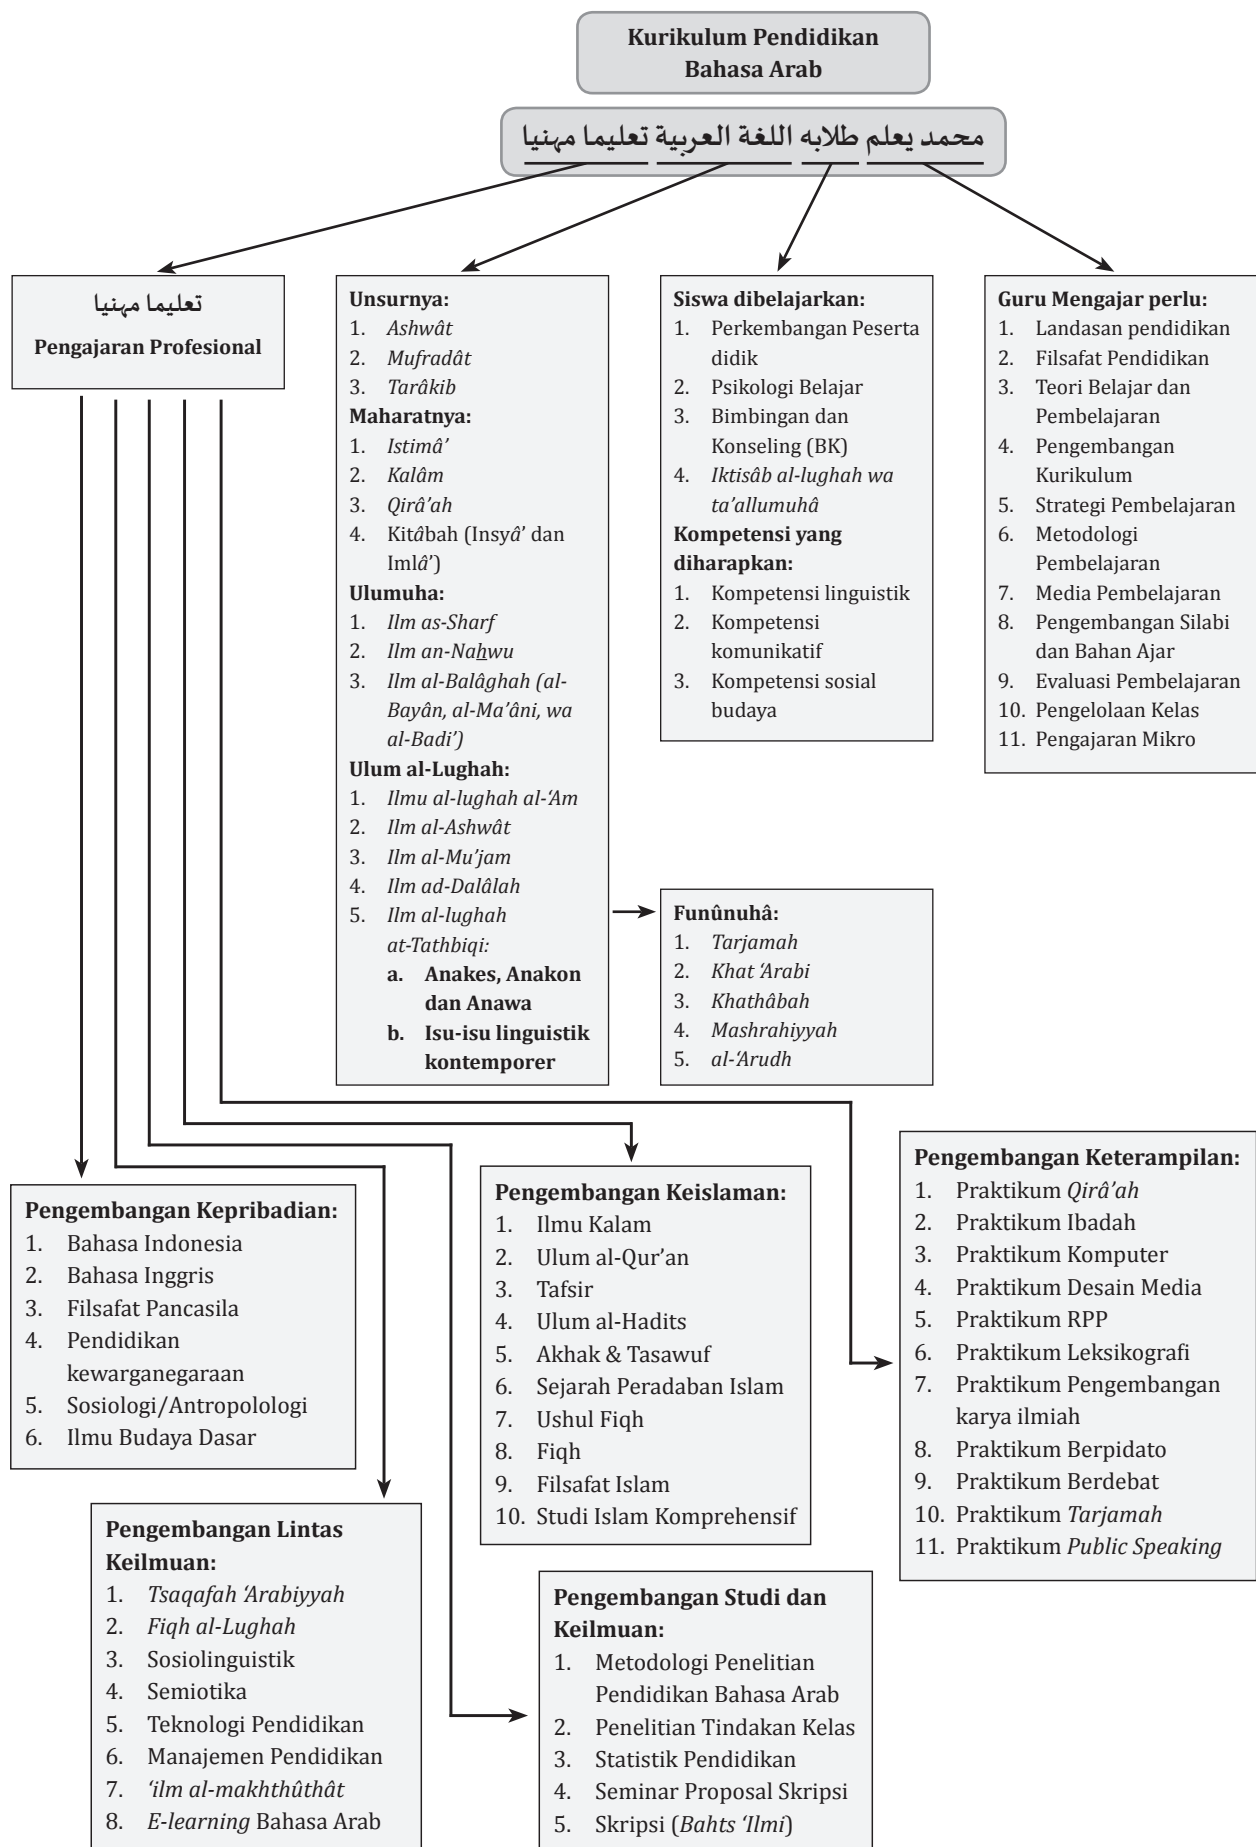 Kurikulum Pendidikan
Bahasa Arab
محمد يعلم طلابه اللغة العربية تعليما مهنيا
تعليما مهنيا
Pengajaran Profesional
Unsurnya:
1. Ashwât
2. Mufradât
3. Tarâkib
Maharatnya:
1. Istimâ’
2. Kalâm
3. Qirâ’ah
4. Kitâbah (Insyâ’ dan
Imlâ’)
Ulumuha:
1. Ilm as-Sharf
2. Ilm an-Nahwu
3. Ilm al-Balâghah (al-
Bayân, al-Ma’âni, wa
al-Badi’)
Ulum al-Lughah:
1. Ilmu al-lughah al-‘Am
2. Ilm al-Ashwât
3. Ilm al-Mu’jam
4. Ilm ad-Dalâlah
5. Ilm al-lughah
at-Tathbiqi:
a. Anakes, Anakon
dan Anawa
b. Isu-isu linguistik
kontemporer
Siswa dibelajarkan:
1. Perkembangan Peserta
didik
2. Psikologi Belajar
3. Bimbingan dan
Konseling (BK)
4. Iktisâb al-lughah wa
ta’allumuhâ
Kompetensi yang
diharapkan:
1. Kompetensi linguistik
2. Kompetensi
komunikatif
3. Kompetensi sosial
budaya
Guru Mengajar perlu:
1. Landasan pendidikan
2. Filsafat Pendidikan
3. Teori Belajar dan
Pembelajaran
4. Pengembangan
Kurikulum
5. Strategi Pembelajaran
6. Metodologi
Pembelajaran
7. Media Pembelajaran
8. Pengembangan Silabi
dan Bahan Ajar
9. Evaluasi Pembelajaran
10. Pengelolaan Kelas
11. Pengajaran Mikro
Funûnuhâ:
1. Tarjamah
2. Khat ‘Arabi
3. Khathâbah
4. Mashrahiyyah
5. al-‘Arudh
Pengembangan Kepribadian:
1. Bahasa Indonesia
2. Bahasa Inggris
3. Filsafat Pancasila
4. Pendidikan
kewarganegaraan
5. Sosiologi/Antropolologi
6. Ilmu Budaya Dasar
Pengembangan Keislaman:
1. Ilmu Kalam
2. Ulum al-Qur’an
3. Tafsir
4. Ulum al-Hadits
5. Akhak & Tasawuf
6. Sejarah Peradaban Islam
7. Ushul Fiqh
8. Fiqh
9. Filsafat Islam
10. Studi Islam Komprehensif
Pengembangan Keterampilan:
1. Praktikum Qirâ’ah
2. Praktikum Ibadah
3. Praktikum Komputer
4. Praktikum Desain Media
5. Praktikum RPP
6. Praktikum Leksikografi
7. Praktikum Pengembangan
karya ilmiah
8. Praktikum Berpidato
9. Praktikum Berdebat
10. Praktikum Tarjamah
11. Praktikum Public Speaking
Pengembangan Lintas
Keilmuan:
1. Tsaqafah ‘Arabiyyah
2. Fiqh al-Lughah
3. Sosiolinguistik
4. Semiotika
5. Teknologi Pendidikan
6. Manajemen Pendidikan
7. ‘ilm al-makhthûthât
8. E-learning Bahasa Arab
Pengembangan Studi dan
Keilmuan:
1. Metodologi Penelitian
Pendidikan Bahasa Arab
2. Penelitian Tindakan Kelas
3. Statistik Pendidikan
4. Seminar Proposal Skripsi
5. Skripsi (Bahts ‘Ilmi)